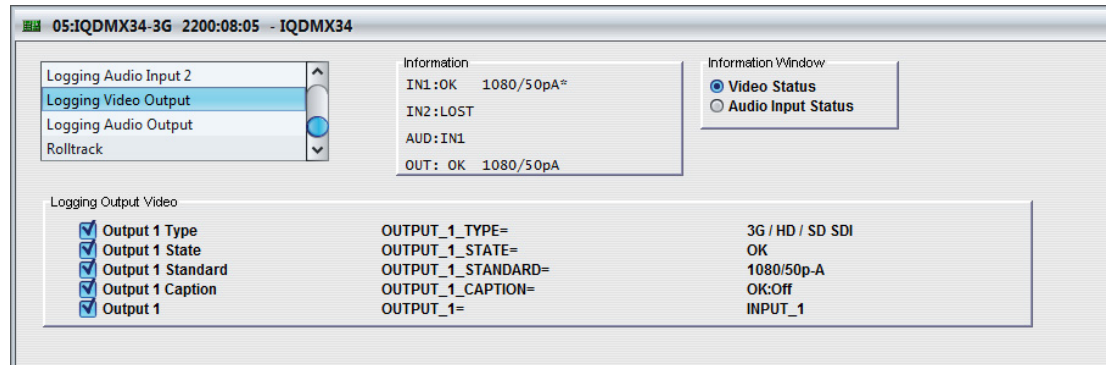 05:IQDMX34-3G 2200:08:05 - IQDMX34
Logging Audio Input 2
Logging Video Output
Logging Audio Output
Rolltrack
Information
IN1:OK 1080/50pA*
IN2:LOST
AUD:IN1
OUT: OK 1080/50pA
Information Window
Video Status
Audio Input Status
Logging Output Video
Output 1 Type OUTPUT_1_TYPE= 3G / HD / SD SDI
Output 1 State OUTPUT_1_STATE= OK
Output 1 Standard OUTPUT_1_STANDARD= 1080/50p-A
Output 1 Caption OUTPUT_1_CAPTION= OK:Off
Output 1 OUTPUT_1= INPUT_1